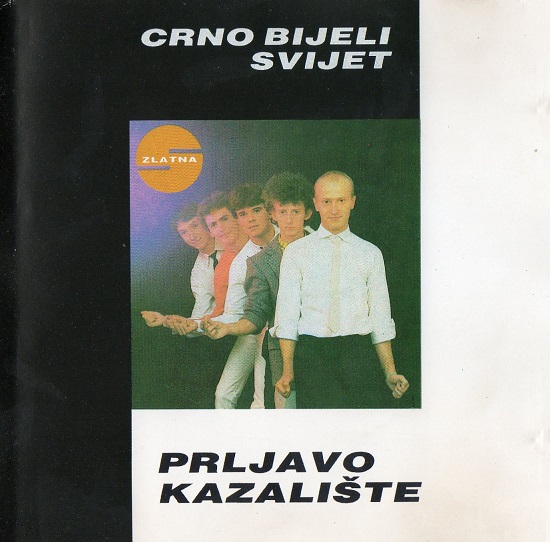 CRNO BIJELI
SVIJET
ZLATNA
PRLJAVO
KAZALIŠTE